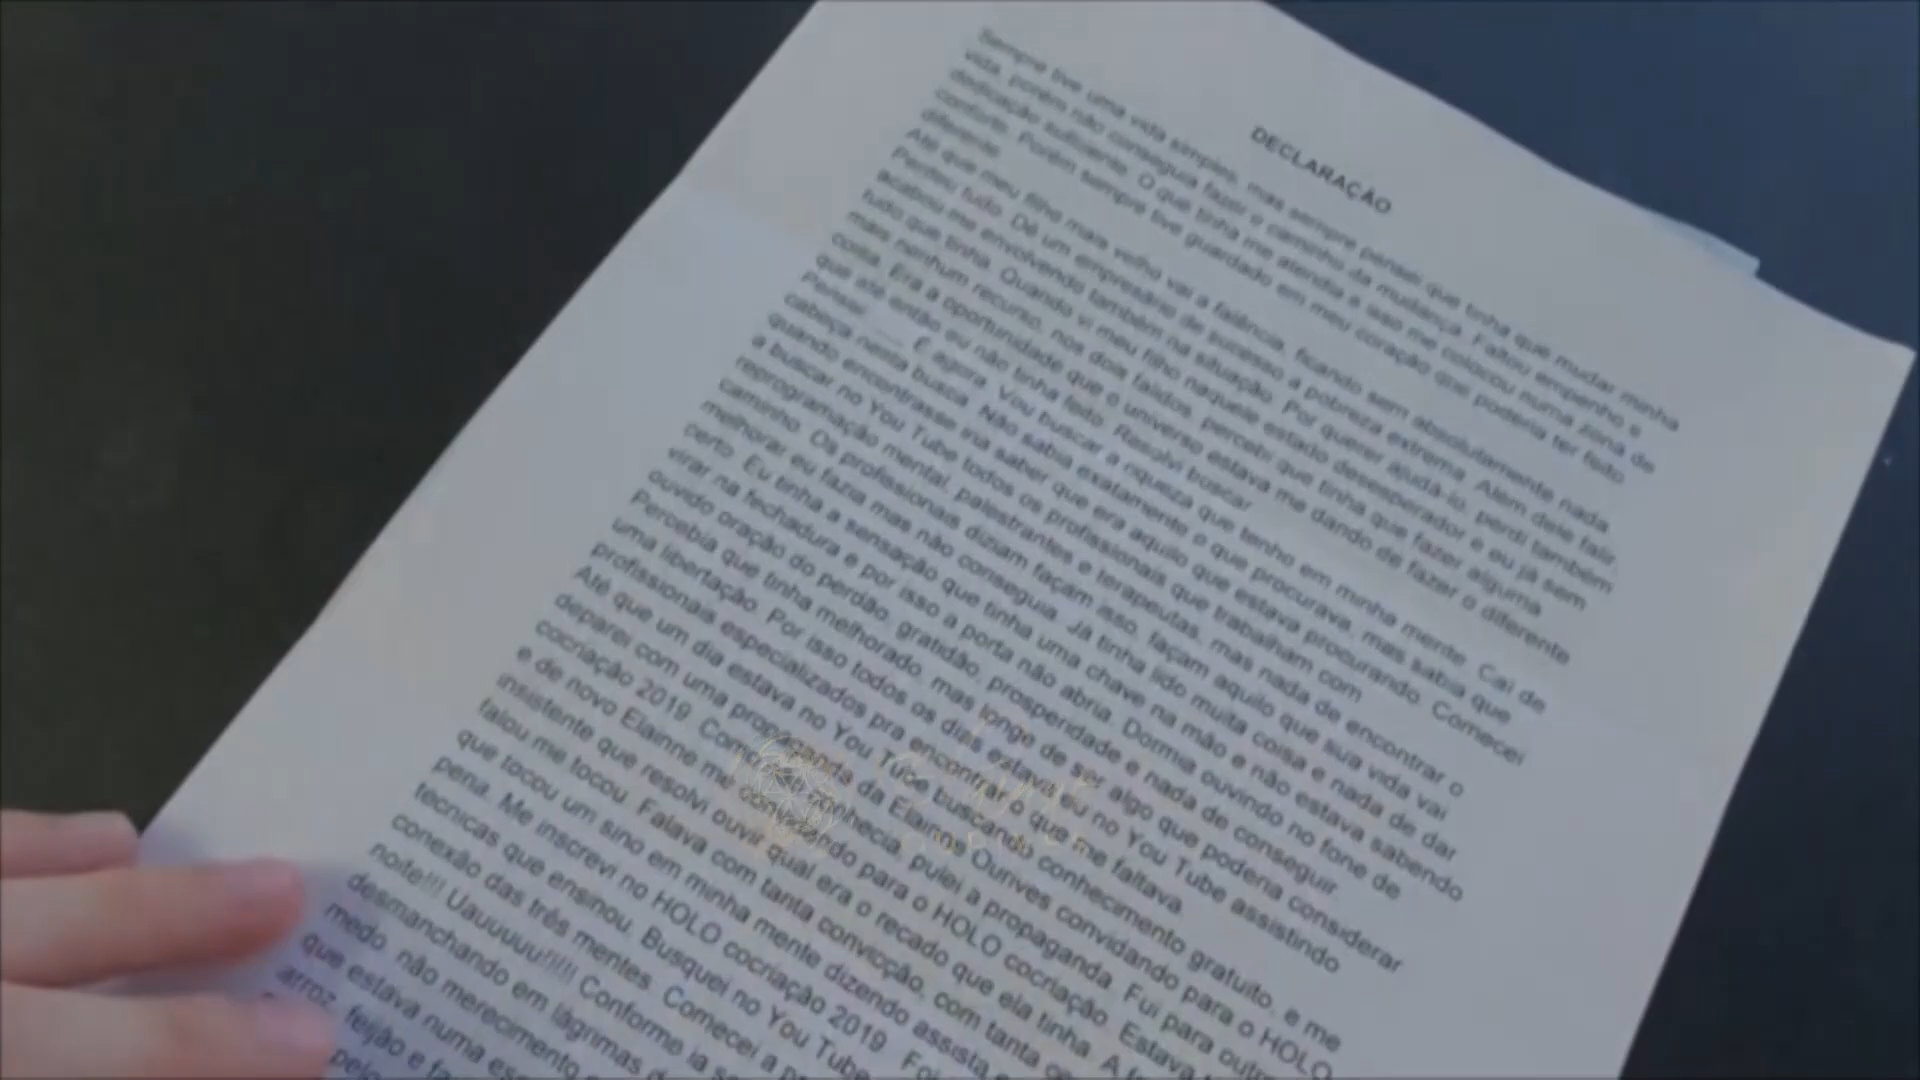 DECLARAÇÃO
Sempre tive uma vida simples, mas sempre pensei que tinha que mudar minha
vida, porém não conseguia fazer o caminho da mudança. Faltou empenho e
dedicação suficiente. O que tinha me atendia e isso me colocou numa zona de
conforto. Porém sempre tive guardado em meu coração que poderia ter feito
diferente.
Até que meu filho mais velho vai a falência, ficando sem absolutamente nada.
Perdeu tudo. De um empresário de sucesso a pobreza extrema. Além dele falir,
acabou me envolvendo também na situação. Por querer ajudá-lo, perdi também
tudo que tinha. Quando vi meu filho naquele estado desesperador e eu já sem
mais nenhum recurso, nós dois falidos, percebi que tinha que fazer alguma
coisa. Era a oportunidade que o universo estava me dando de fazer o diferente
que até então eu não tinha feito. Resolvi buscar.
Pensei: ---- E agora. Vou buscar a riqueza que tenho em minha mente. Caí de
cabeça nesta busca. Não sabia exatamente o que procurava, mais sabia que
quando encontrasse iria saber que era aquilo que estava procurando. Comecei
a buscar no You Tube todos os profissionais que trabalham com
reprogramação mental, palestrantes e terapeutas, mas nada de encontrar o
caminho. Os profissionais diziam façam isso, façam aquilo que sua vida vai
melhorar, eu fazia mas não conseguia. Já tinha lido muita coisa e nada de dar
certo. Eu tinha a sensação que tinha uma chave na mão e não estava sabendo
virar na fechadura e por isso a porta não abria. Dormia ouvindo no fone de
ouvido oração do perdão, gratidão, prosperidade e nada de conseguir.
Percebia que tinha melhorado, mas longe de ser algo que poderia considerar
uma libertação. Por isso todos os dias estava eu no You Tube assistindo
profissionais especializados pra encontrar o que me faltava.
Até que um dia estava no You Tube buscando conhecimento gratuito, e me
deparei com uma propaganda da Elainne Ourives convidando para o HOLO
cocriação 2019. Como não conhecia, pulei a propaganda. Fui para outro
e de novo Elainne me convidando para o HOLO cocriação. Estava
insistente que resolvi ouvir qual era o recado que ela tinha. A
falou me tocou. Falava com tanta convicção, com tanta
que tocou um sino em minha mente dizendo assista
pena. Me inscrevi no HOLO cocriação 2019. Foi
técnicas que ensinou. Busquei no You Tube
conexão das três mentes. Comecei a
noite!!! Uauuuuu!!!!! Conforme ia
desmanchando em lágrimas
medo, não merecimento
que estava numa
arroz, feijão e
pelo